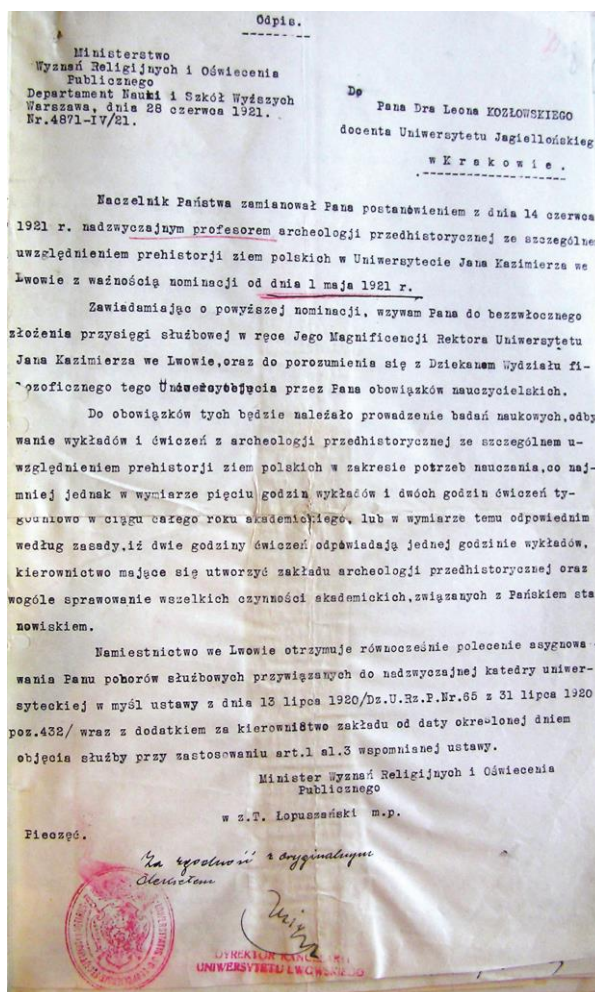 Odpis.
Ministerstwo
Wyznań Religijnych i Oświecenia
Publicznego
Departament Nauki i Szkół Wyższych
Warszawa, dnia 28 czerwca 1921.
Nr.4871-IV/21.
Do
Pana Dra Leona KOZŁOWSKIEGO
docenta Uniwersytetu Jagiellońskieg
w Krakowie.
Naczelnik Państwa zamianował Pana postanowieniem z dnia 14 czerwca
1921 r. nadzwyczajnym profesorem archeologji przedhistorycznej ze szczególne
uwzględnieniem prehistorji ziem polskich w Uniwersytecie Jana Kazimierza we
Lwowie z ważnością nominacji od dnia 1 maja 1921 r.
Zawiadamiając o powyższej nominacji, wzywam Pana do bezzwłocznego
złożenia przysięgi służbowej w ręce Jego Magnificencji Rektora Uniwersytetu
Jana Kazimierza we Lwowie,oraz do porozumienia się z Dziekanem Wydziału fi-
lozoficznego tego przez Pana obowiązków nauczycielskich.
Do obowiązków tych będzie należało prowadzenie badań naukowych,odby
wanie wykładów i ćwiczeń z archeologji przedhistorycznej ze szczególnem u-
względnieniem prehistorji ziem polskich w zakresie potrzeb nauczania,co naj-
mniej jednak w wymiarze pięciu godzin wykładów i dwóch godzin ćwiczeń ty-
godniowo w ciągu całego roku akademickiego, lub w wymiarze temu odpowiednim
według zasady,iż dwie godziny ćwiczeń odpowiadają jednej godzinie wykładów,
kierownictwo mające się utworzyć zakładu archeologji przedhistorycznej oraz
wogóle sprawowanie wszelkich czynności akademickich,związanych z Pańskiem sta
nowiskiem.
Namiestnictwo we Lwowie otrzymuje równocześnie polecenie asygnowa
wania Panu poborów służbowych przywiązanych do nadzwyczajnej katedry uniwer-
syteckiej w myśl ustawy z dnia 13 lipca 1920/Dz.U.Rz.P.Nr.65 z 31 lipca 1920
poz.432/ wraz z dodatkiem za kierownictwo zakładu od daty określonej dniem
objęcia służby przy zastosowaniu art.1 al.3 wspomnianej ustawy.
Minister Wyznań Religijnych i Oświecenia
Publicznego
w z.T. Łopuszański m.p.
Pieczęć.
Za zgodność z oryginalnym
dekretem
DYREKTOR KANCELARII
UNIWERSYTETU LWOWSKIEGO